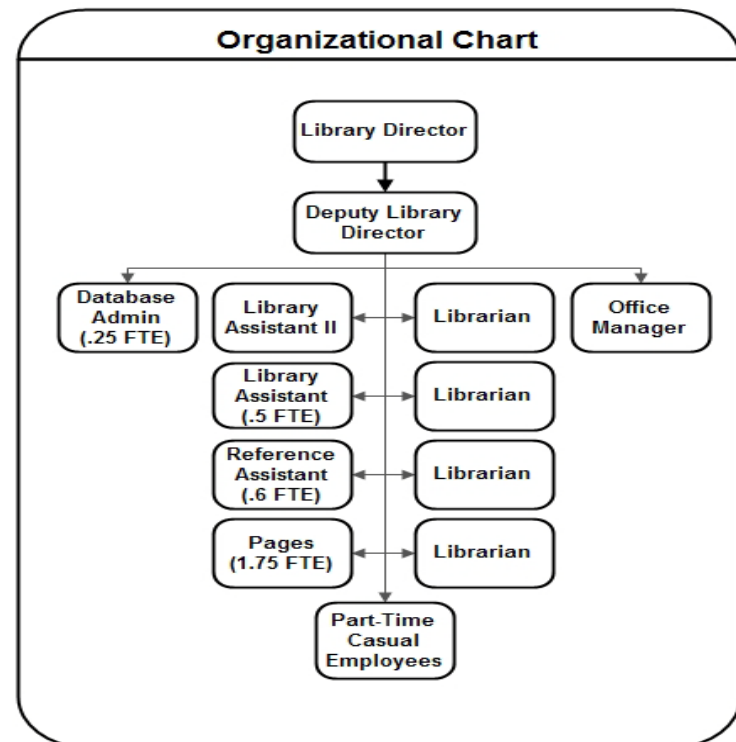 Organizational Chart
Library Director
Deputy Library
Director
Database
Admin
(.25 FTE)
Library
Assistant II
Librarian
Office
Manager
Library
Assistant
(.5 FTE)
Librarian
Reference
Assistant
(.6 FTE)
Librarian
Pages
(1.75 FTE)
Librarian
Part-Time
Casual
Employees